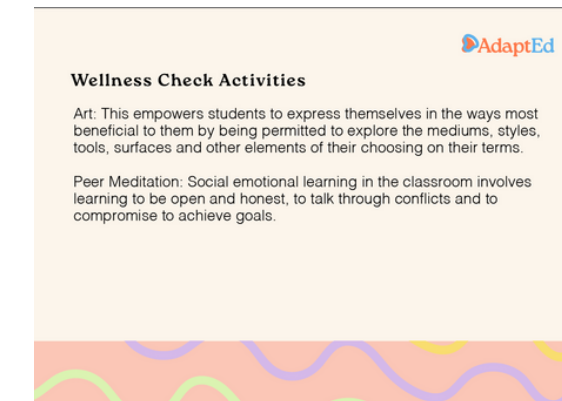 AdaptEd
Wellness Check Activities
Art: This empowers students to express themselves in the ways most
beneficial to them by being permitted to explore the mediums, styles,
tools, surfaces and other elements of their choosing on their terms.
Peer Meditation: Social emotional learning in the classroom involves
learning to be open and honest, to talk through conflicts and to
compromise to achieve goals.